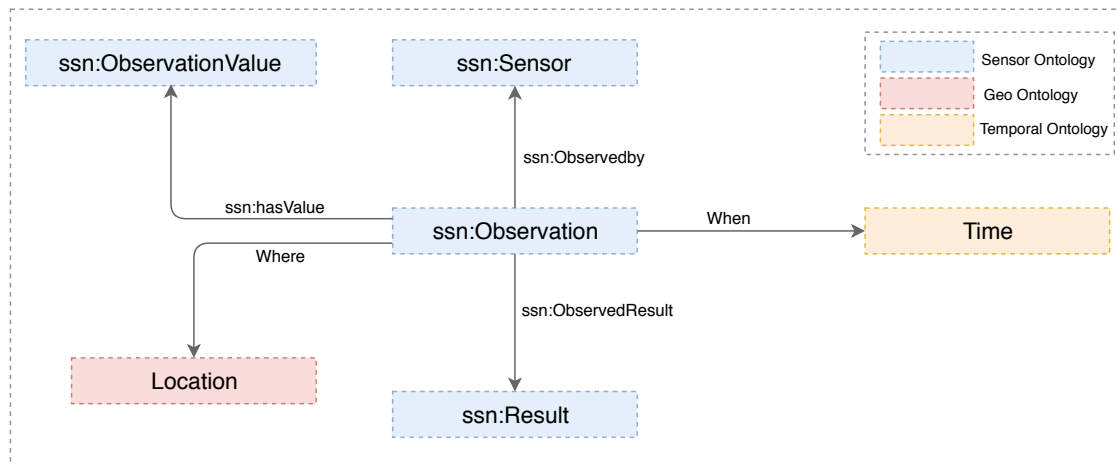 ssn:ObservationValue
ssn:Sensor
Sensor Ontology
Geo Ontology
Temporal Ontology
ssn:Observedby
ssn:hasValue
ssn:Observation
When
Time
Where
ssn:ObservedResult
Location
ssn:Result